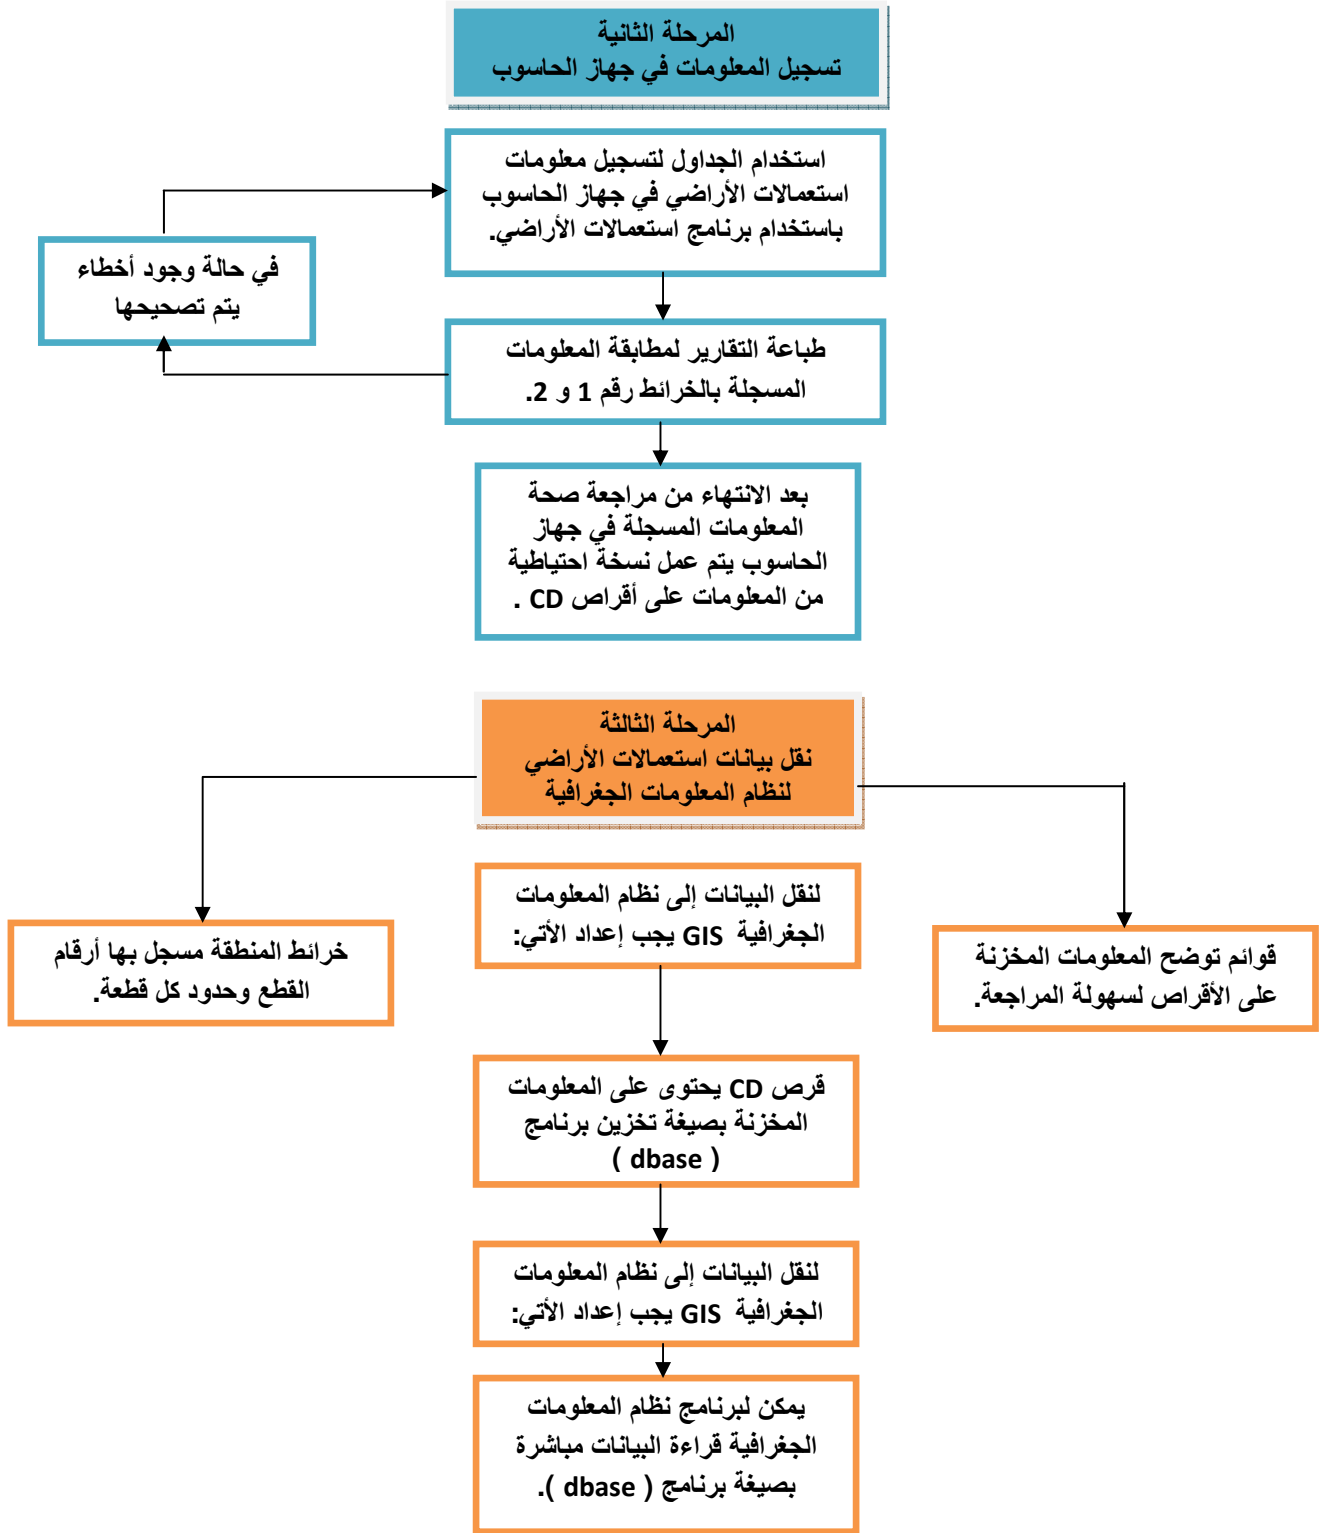 المرحلة الثانية
تسجيل المعلومات في جهاز الحاسوب
استخدام الجداول لتسجيل معلومات
استعمالات الأراضي في جهاز الحاسوب
باستخدام برنامج استعمالات الأراضي.
في حالة وجود أخطاء
يتم تصحيحها
طباعة التقارير لمطابقة المعلومات
المسجلة بالخرائط رقم 1 و 2.
بعد الانتهاء من مراجعة صحة
المعلومات المسجلة في جهاز
الحاسوب يتم عمل نسخة احتياطية
من المعلومات على أقراص CD .
المرحلة الثالثة
نقل بيانات استعمالات الأراضي
لنظام المعلومات الجغرافية
لنقل البيانات إلى نظام المعلومات
الجغرافية GIS يجب إعداد الأتي:
قوائم توضح المعلومات المخزنة
على الأقراص لسهولة المراجعة.
خرائط المنطقة مسجل بها أرقام
القطع وحدود كل قطعة.
قرص CD يحتوى على المعلومات
المخزنة بصيغة تخزين برنامج
( dbase )
لنقل البيانات إلى نظام المعلومات
الجغرافية GIS يجب إعداد الأتي:
يمكن لبرنامج نظام المعلومات
الجغرافية قراءة البيانات مباشرة
بصيغة برنامج ( dbase ).